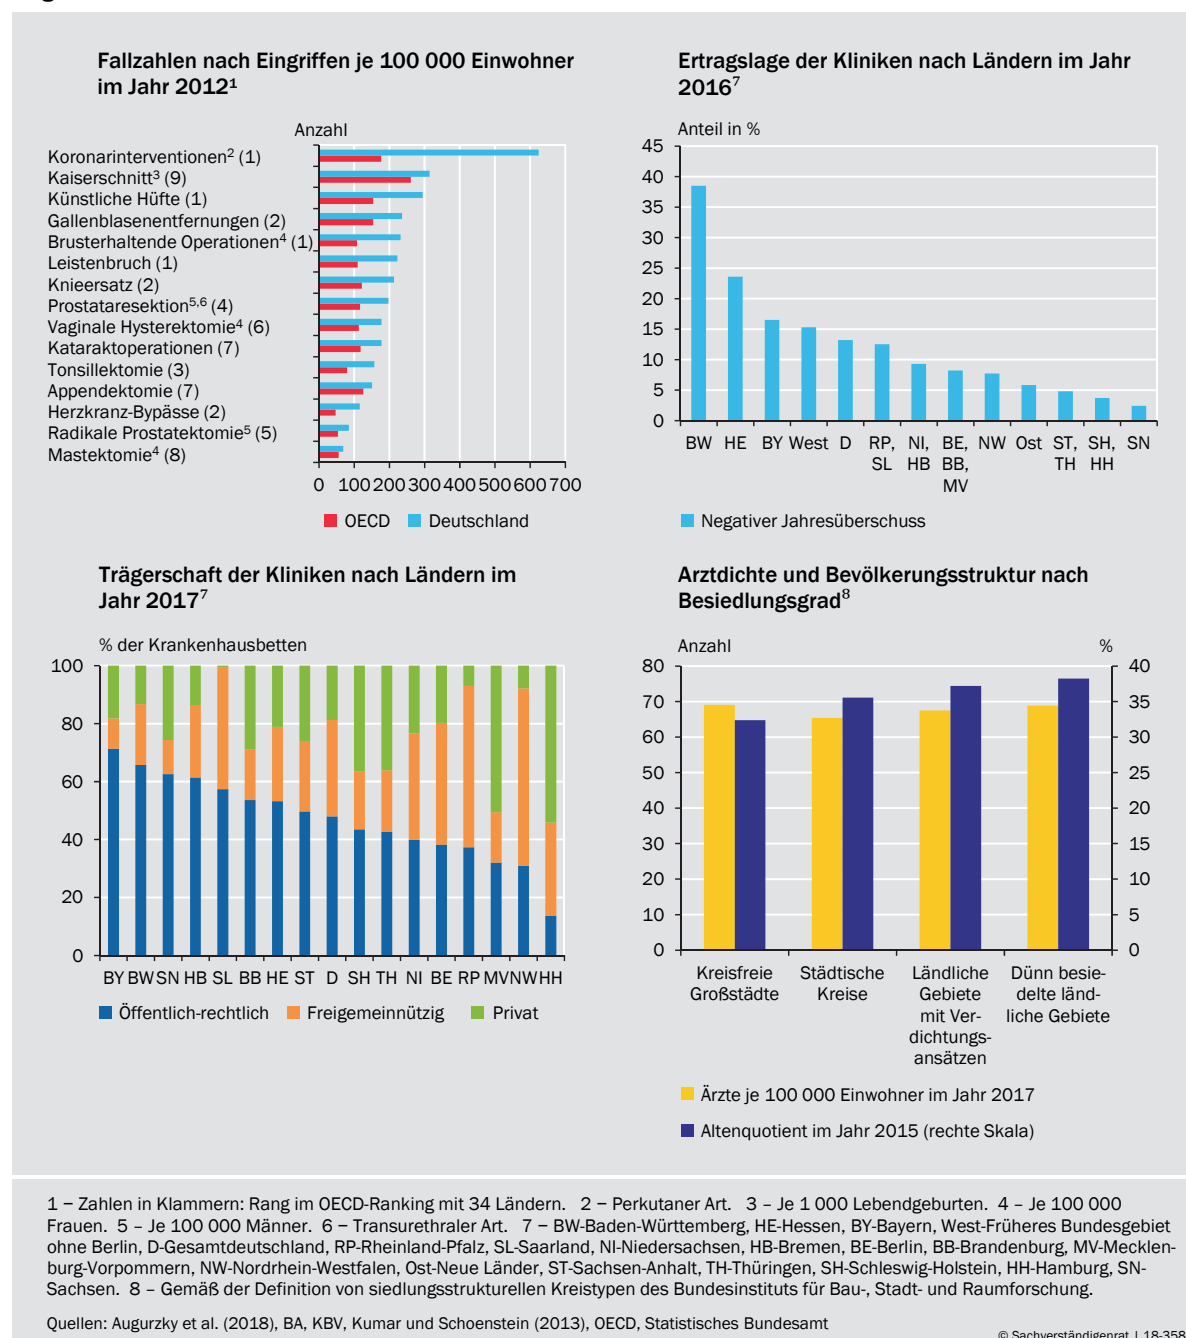 Fallzahlen nach Eingriffen je 100 000 Einwohner
im Jahr 2012¹
Anzahl
Koronarinterventionen² (1)
Kaiserschnitt³ (9)
Künstliche Hüfte (1)
Gallenblasenentfernungen (2)
Brusterhaltende Operationen⁴ (1)
Leistenbruch (1)
Knieersatz (2)
Prostataresektion⁵,⁶ (4)
Vaginale Hysterektomie⁴ (6)
Kataraktoperationen (7)
Tonsillektomie (3)
Appendektomie (7)
Herzkranz-Bypässe (2)
Radikale Prostatektomie⁵ (5)
Mastektomie⁴ (8)
0 100 200 300 400 500 600 700
OECD Deutschland
Ertragslage der Kliniken nach Ländern im Jahr
2016⁷
Anteil in %
45
40
35
30
25
20
15
10
5
0
BW HE BY West D RP, NI, BE, NW Ost ST, SH, SN
SL HB BB, TH HH
MV
Negativer Jahresüberschuss
Trägerschaft der Kliniken nach Ländern im
Jahr 2017⁷
% der Krankenhausbetten
100
80
60
40
20
0
BY BW SN HB SL BB HE ST D SH TH NI BE RP MV NW HH
Öffentlich-rechtlich Freigemeinnützig Privat
Arztdichte und Bevölkerungsstruktur nach
Besiedlungsgrad⁸
Anzahl %
80 40
70 35
60 30
50 25
40 20
30 15
20 10
10 5
0 0
Kreisfreie Städtische Ländliche Dünn besie-
Großstädte Kreise Gebiete delte länd-
mit Ver- liche Gebiete
dichtungs-
ansätzen
Ärzte je 100 000 Einwohner im Jahr 2017
Altenquotient im Jahr 2015 (rechte Skala)
1 – Zahlen in Klammern: Rang im OECD-Ranking mit 34 Ländern. 2 – Perkutaner Art. 3 – Je 1 000 Lebendgeburten. 4 – Je 100 000
Frauen. 5 – Je 100 000 Männer. 6 – Transurethraler Art. 7 – BW-Baden-Württemberg, HE-Hessen, BY-Bayern, West-Früheres Bundesgebiet
ohne Berlin, D-Gesamtdeutschland, RP-Rheinland-Pfalz, SL-Saarland, NI-Niedersachsen, HB-Bremen, BE-Berlin, BB-Brandenburg, MV-Mecklen-
burg-Vorpommern, NW-Nordrhein-Westfalen, Ost-Neue Länder, ST-Sachsen-Anhalt, TH-Thüringen, SH-Schleswig-Holstein, HH-Hamburg, SN-
Sachsen. 8 – Gemäß der Definition von siedlungsstrukturellen Kreistypen des Bundesinstituts für Bau-, Stadt- und Raumforschung.
Quellen: Augurzky et al. (2018), BA, KBV, Kumar und Schoenstein (2013), OECD, Statistisches Bundesamt
© Sachverständigenrat | 18-358